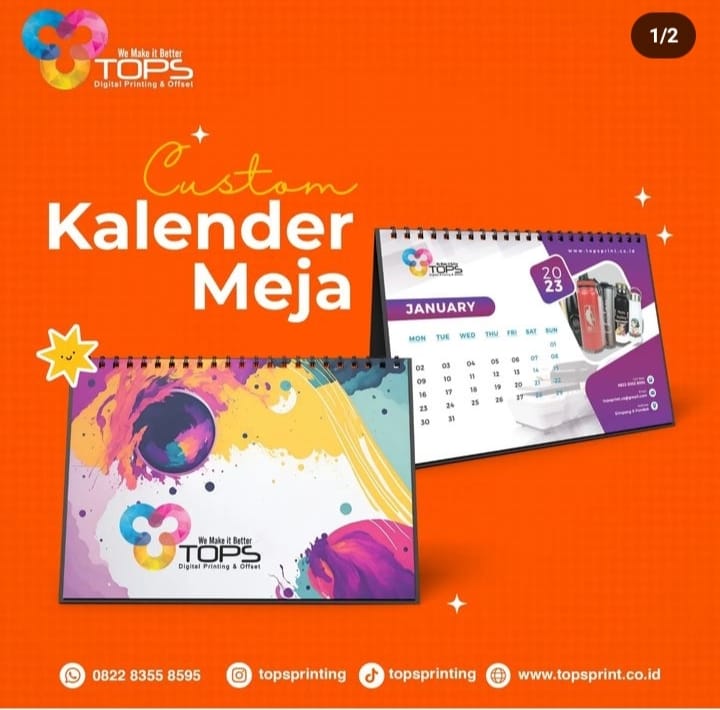 We Make it Better
TOPS
Digital Printing & Offset
1/2
Custom
Kalender
Meja
TOPS
www.topsprint.co.id
20
23
JANUARY
MON TUE WED THU FRI SAT SUN
01
02 03 04 05 06 07 08
09 10 11 12 13 14 15
16 17 18 19 20 21 22
23 24 25 26 27 28 29
30 31
We Make it Better
TOPS
Digital Printing & Offset
0822 8355 8595
topsprinting
topsprinting
www.topsprint.co.id